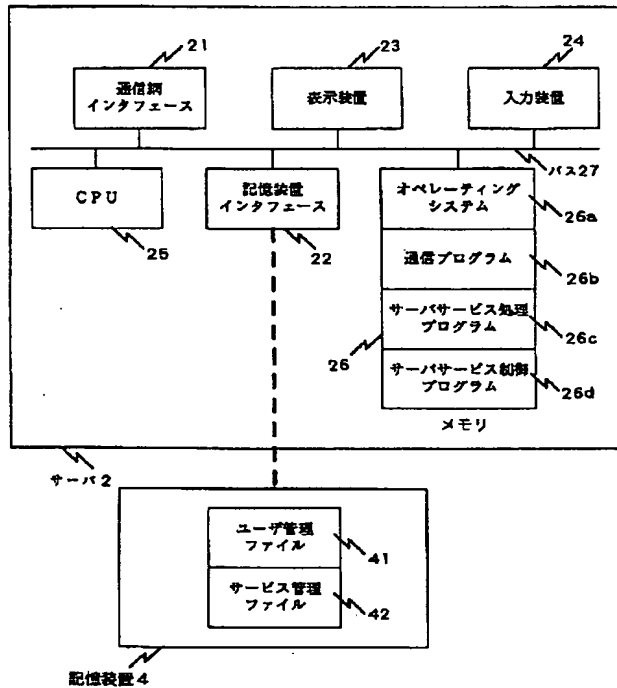 21
23
24
通信網
インタフェース
表示装置
入力装置
バス27
CPU
25
記憶装置
インタフェース
22
オペレーティング
システム
26a
通信プログラム
26b
サーバサービス処理
プログラム
26c
26
サーバサービス制御
プログラム
26d
メモリ
サーバ2
ユーザ管理
ファイル
41
サービス管理
ファイル
42
記憶装置4